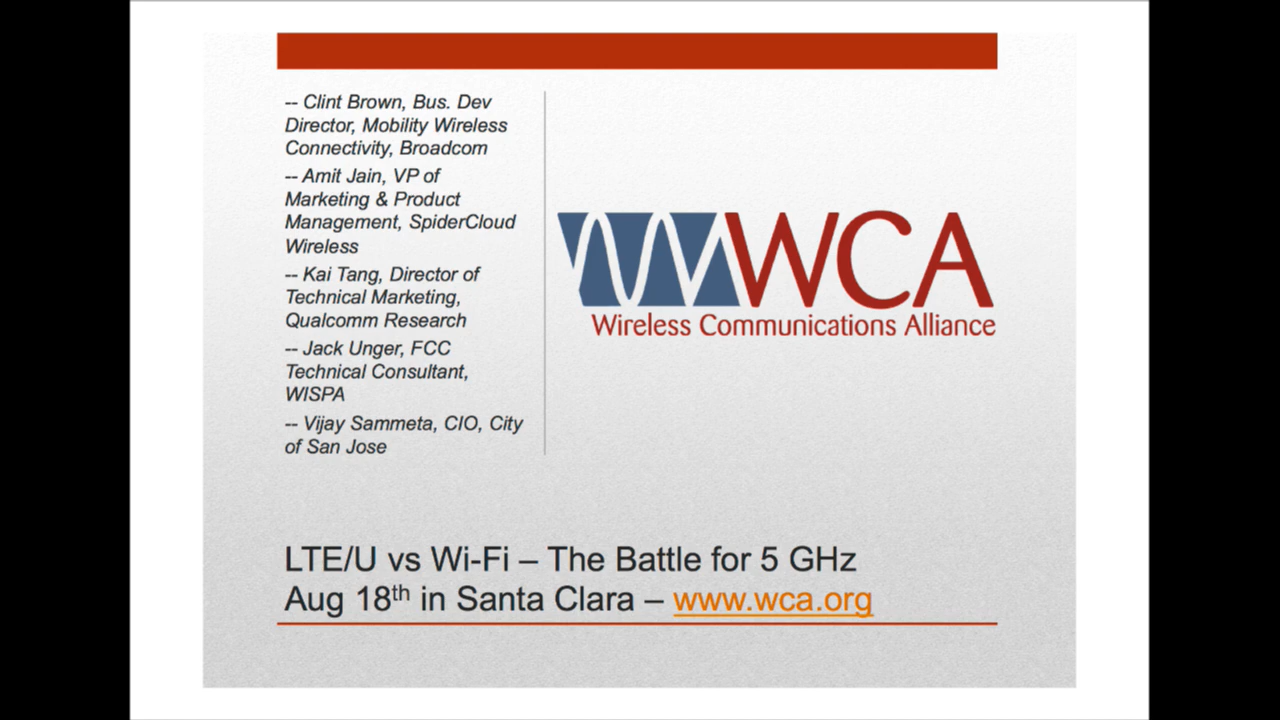 -- Clint Brown, Bus. Dev
Director, Mobility Wireless
Connectivity, Broadcom
-- Amit Jain, VP of
Marketing & Product
Management, SpiderCloud
Wireless
-- Kai Tang, Director of
Technical Marketing,
Qualcomm Research
-- Jack Unger, FCC
Technical Consultant,
WISPA
-- Vijay Sammeta, CIO, City
of San Jose
WCA
Wireless Communications Alliance
LTE/U vs Wi-Fi – The Battle for 5 GHz
Aug 18th in Santa Clara – www.wca.org